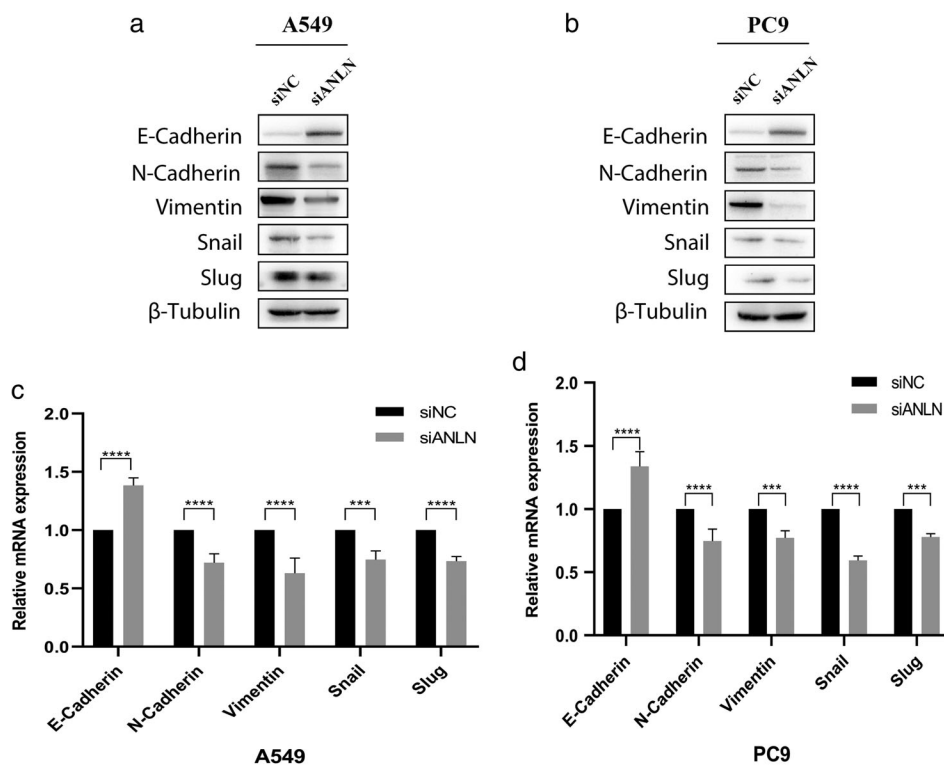 a
A549
siNC siANLN
E-Cadherin
N-Cadherin
Vimentin
Snail
Slug
β-Tubulin
b
PC9
siNC siANLN
E-Cadherin
N-Cadherin
Vimentin
Snail
Slug
β-Tubulin
c
siNC
siANLN
Relative mRNA expression
2.0
1.5
1.0
0.5
0.0
**** **** **** *** ****
E-Cadherin N-Cadherin Vimentin Snail Slug
A549
d
siNC
siANLN
Relative mRNA expression
2.0
1.5
1.0
0.5
0.0
**** **** *** **** ***
E-Cadherin N-Cadherin Vimentin Snail Slug
PC9